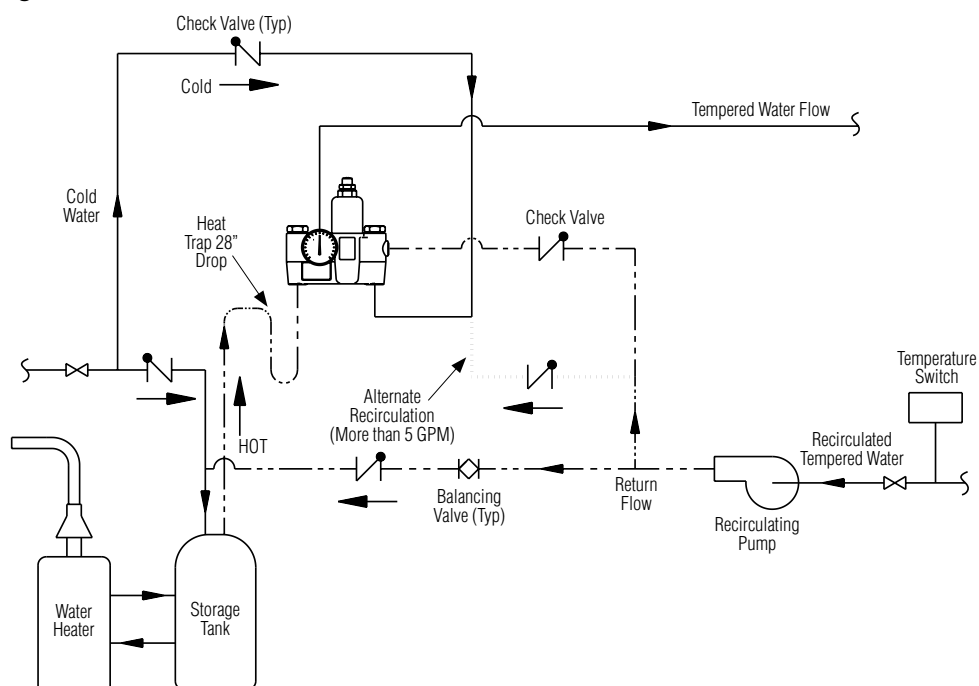 Check Valve (Typ)
Cold
Tempered Water Flow
Cold
Water
Heat
Trap 28"
Drop
Check Valve
Temperature
Switch
Alternate
Recirculation
(More than 5 GPM)
HOT
Recirculated
Tempered Water
Balancing
Valve (Typ)
Return
Flow
Recirculating
Pump
Water
Heater
Storage
Tank